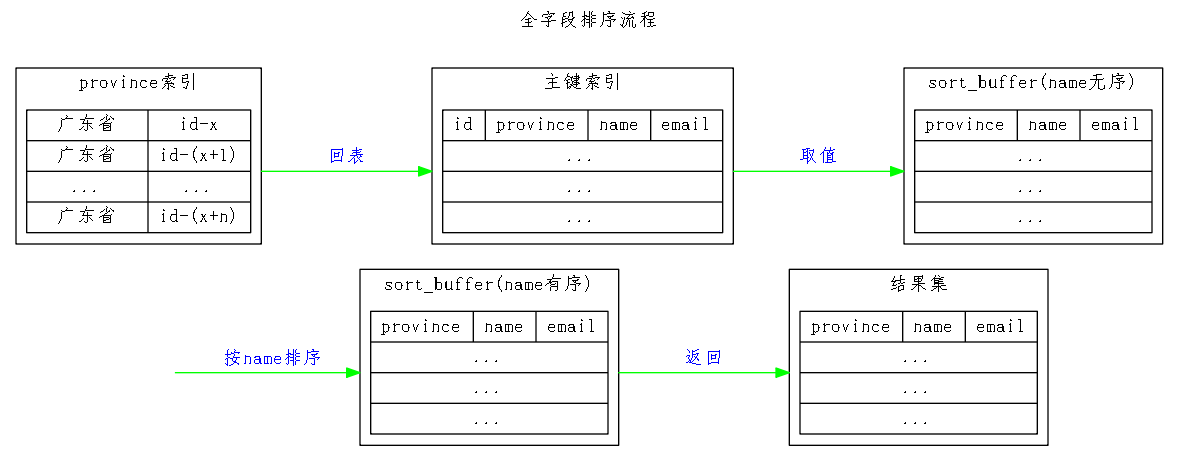 全字段排序流程
province索引
广东省 id-x
广东省 id-(x+1)
... ...
广东省 id-(x+n)
回表
主键索引
id province name email
...
...
...
取值
sort_buffer(name无序)
province name email
...
...
...
按name排序
sort_buffer(name有序)
province name email
...
...
...
返回
结果集
province name email
...
...
...